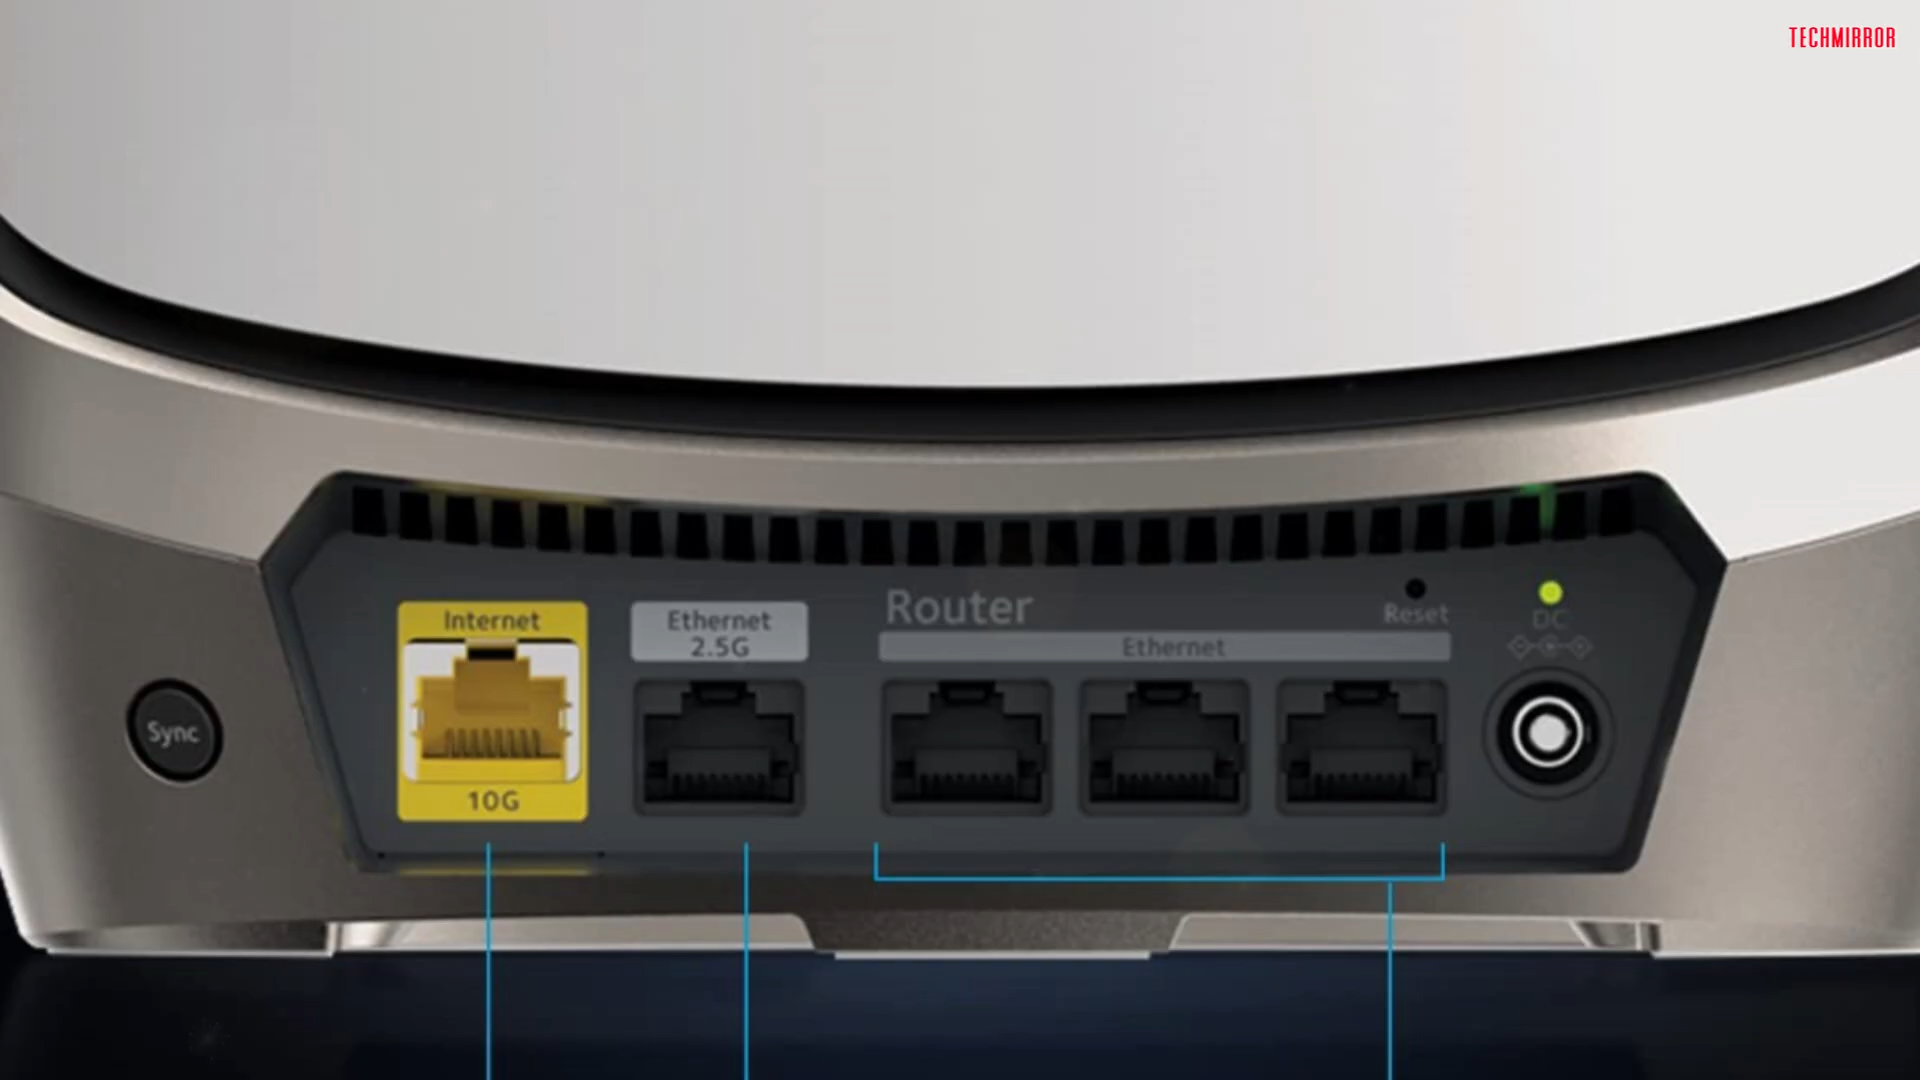 TECHMIRROR
Internet
Ethernet
2.5G
Router
Ethernet
Reset
DC
Sync
10G